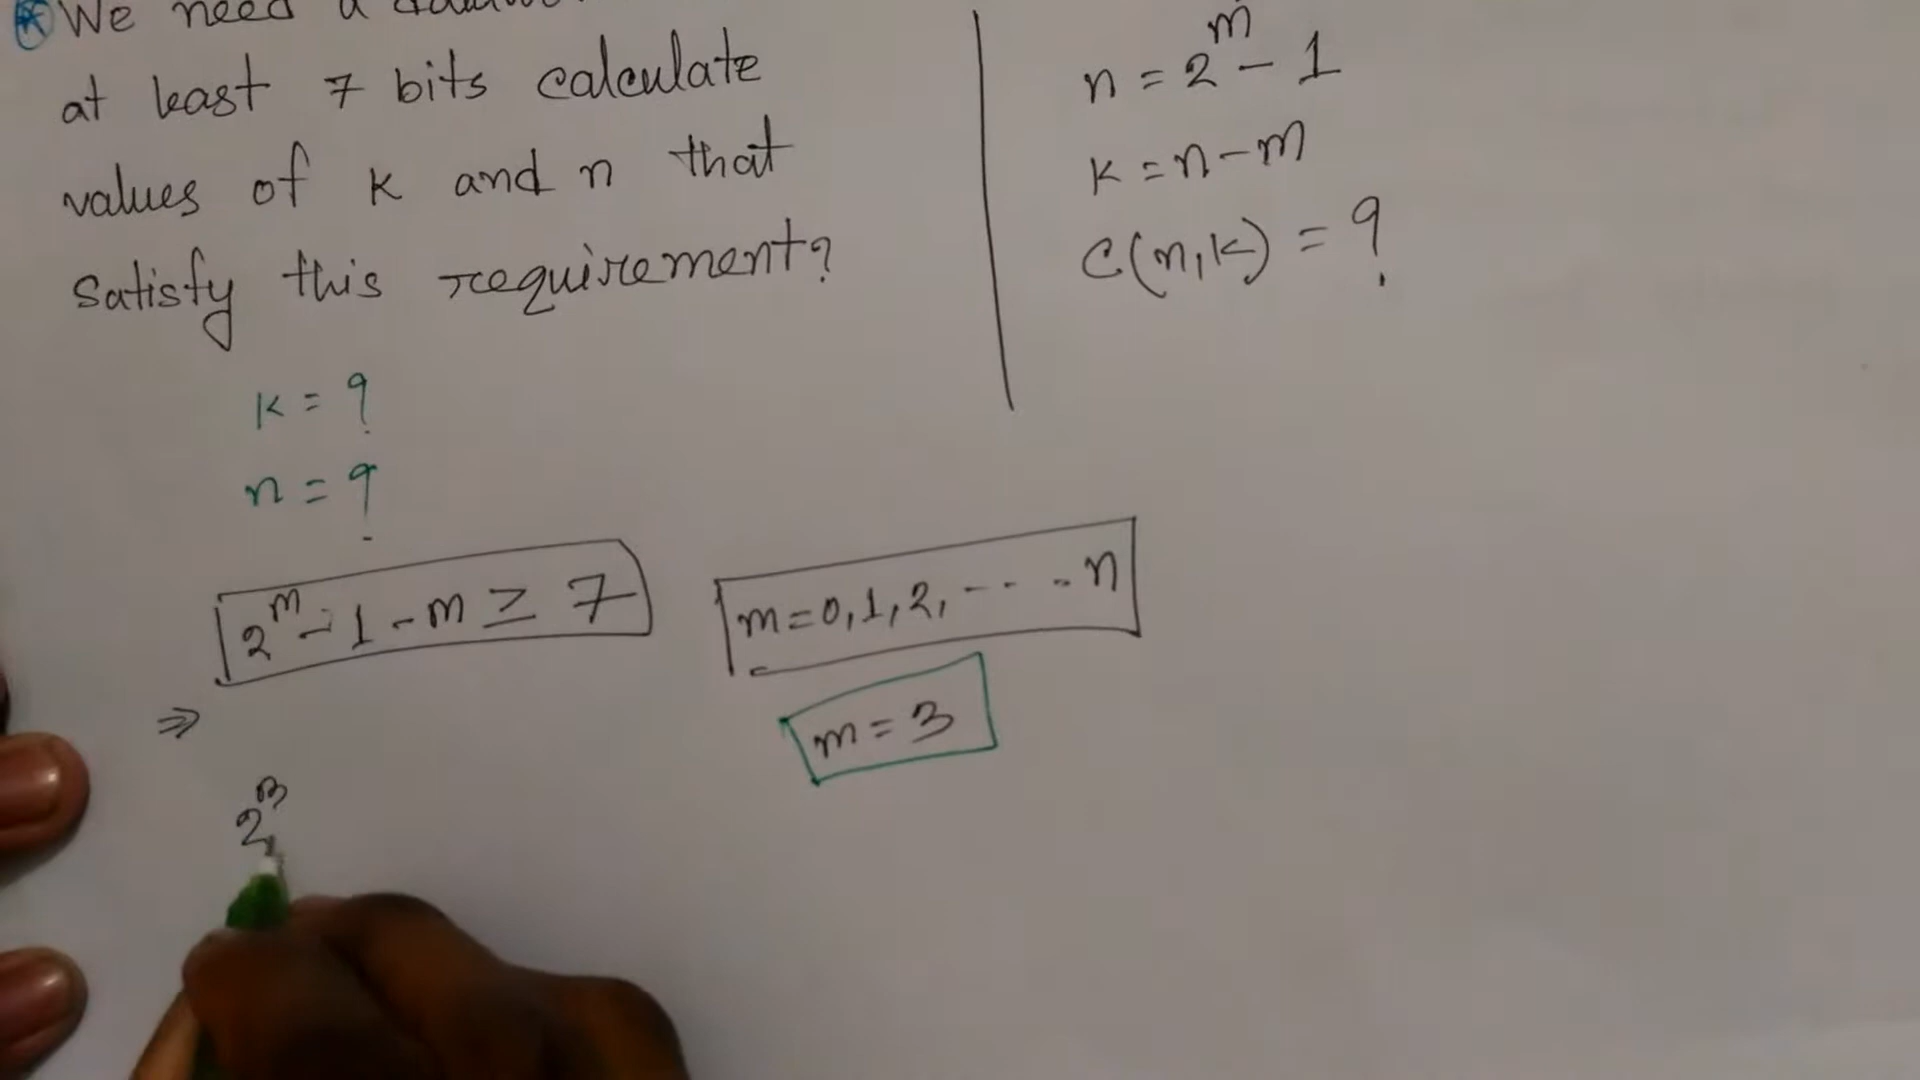 We need a
at least 7 bits calculate
values of k and n that
satisfy this requirement?
n = 2^m - 1
k = n - m
C(n,k) = ?
k = ?
n = ?
2^m - 1 - m ≥ 7
m = 0, 1, 2, ---- n
m = 3
⇒
2^3